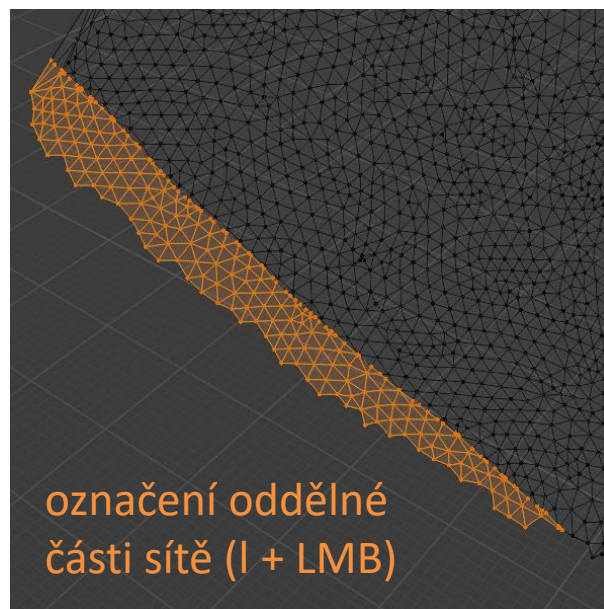 označení oddělné
části sítě (l + LMB)